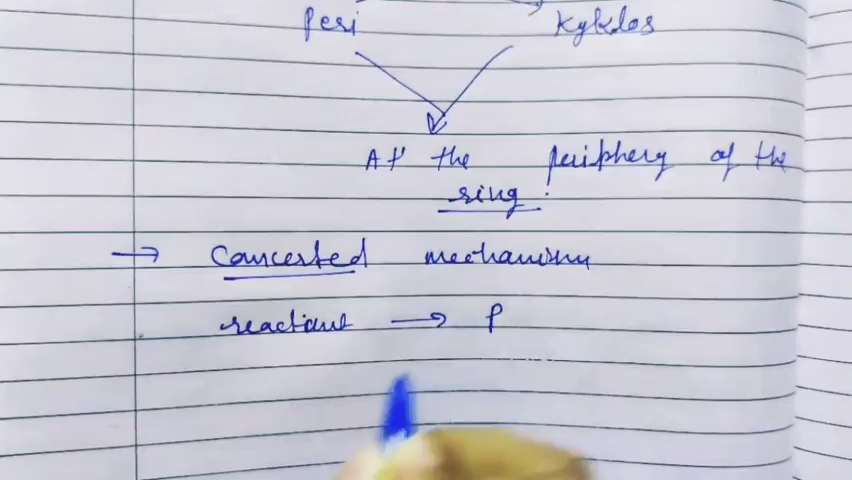 Peri Kyklos
At the periphery of the
ring.
→ Concerted mechanism
reactant → P